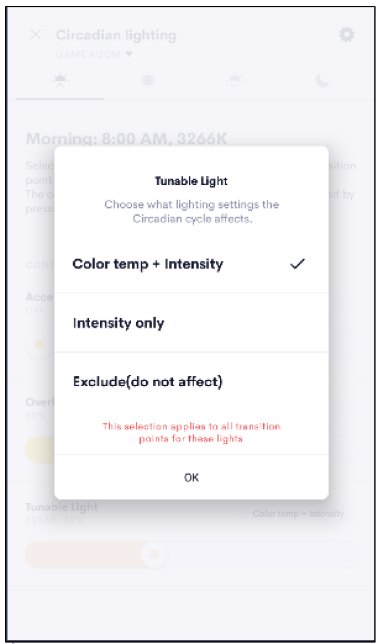 Circadian lighting
GAME ROOM
Morning: 8:00 AM, 3266K
Tunable Light
Choose what lighting settings the
Circadian cycle affects.
Color temp + Intensity
Intensity only
Exclude(do not affect)
This selection applies to all transition
points for these lights
OK
Tunable Light
Color temp + Intensity